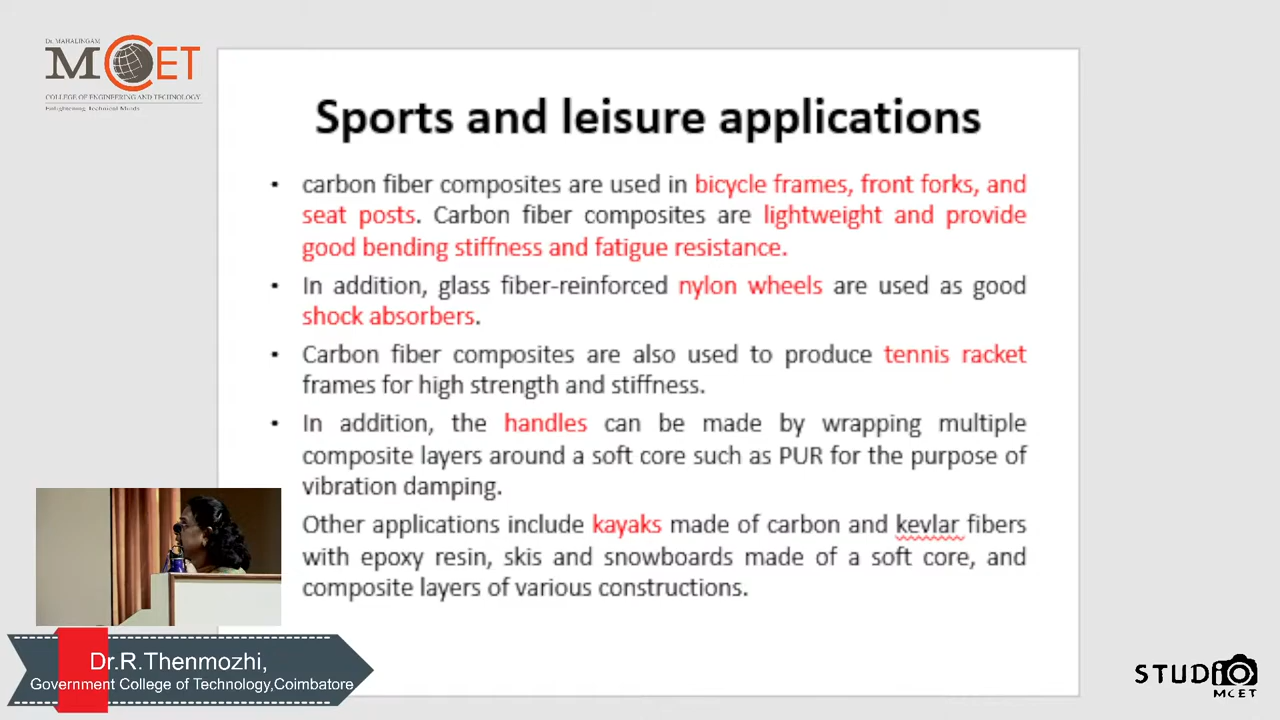 Dr. MAHALINGAM
MCET
COLLEGE OF ENGINEERING AND TECHNOLOGY
Enlightening Technical Minds
Sports and leisure applications
• carbon fiber composites are used in bicycle frames, front forks, and
seat posts. Carbon fiber composites are lightweight and provide
good bending stiffness and fatigue resistance.
• In addition, glass fiber-reinforced nylon wheels are used as good
shock absorbers.
• Carbon fiber composites are also used to produce tennis racket
frames for high strength and stiffness.
• In addition, the handles can be made by wrapping multiple
composite layers around a soft core such as PUR for the purpose of
vibration damping.
Other applications include kayaks made of carbon and kevlar fibers
with epoxy resin, skis and snowboards made of a soft core, and
composite layers of various constructions.
Dr.R.Thenmozhi,
Government College of Technology,Coimbatore
STUDIO
MCET